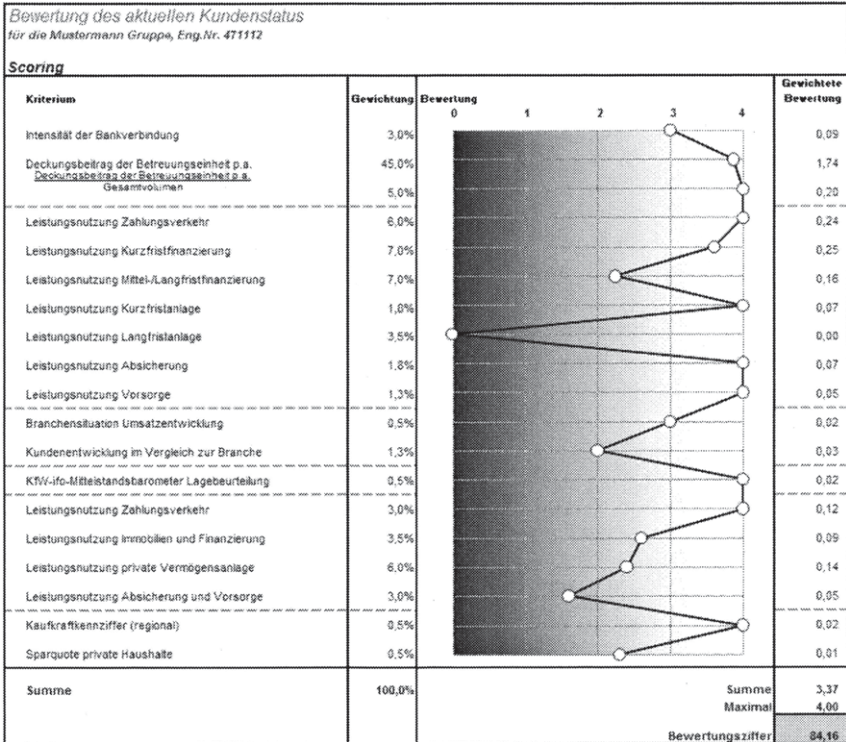 Bewertung des aktuellen Kundenstatus
für die Mustermann Gruppe, Eng.Nr. 471112
Scoring
Kriterium Gewichtung Bewertung Gewichtete Bewertung
0 1 2 3 4
Intensität der Bankverbindung 3,0% 0,09
Deckungsbeitrag der Betreuungseinheit p.a. 45,0% 1,74
Deckungsbeitrag der Betreuungseinheit p.a.
Gesamtvolumen 5,0% 0,20
Leistungsnutzung Zahlungsverkehr 6,0% 0,24
Leistungsnutzung Kurzfristfinanzierung 7,0% 0,25
Leistungsnutzung Mittel-/Langfristfinanzierung 7,0% 0,16
Leistungsnutzung Kurzfristanlage 1,8% 0,07
Leistungsnutzung Langfristanlage 3,5% 0,00
Leistungsnutzung Absicherung 1,8% 0,07
Leistungsnutzung Vorsorge 1,3% 0,05
Branchensituation Umsatzentwicklung 0,5% 0,02
Kundenentwicklung im Vergleich zur Branche 1,3% 0,03
KfW-ifo-Mittelstandsbarometer Lagebeurteilung 0,5% 0,02
Leistungsnutzung Zahlungsverkehr 3,0% 0,12
Leistungsnutzung Immobilien und Finanzierung 3,5% 0,09
Leistungsnutzung private Vermögensanlage 6,0% 0,14
Leistungsnutzung Absicherung und Vorsorge 3,0% 0,05
Kaufkraftkennziffer (regional) 0,5% 0,02
Sparquote private Haushalte 0,5% 0,01
Summe 100,0% Summe 3,37
Maximal 4,00
Bewertungsziffer 84,16